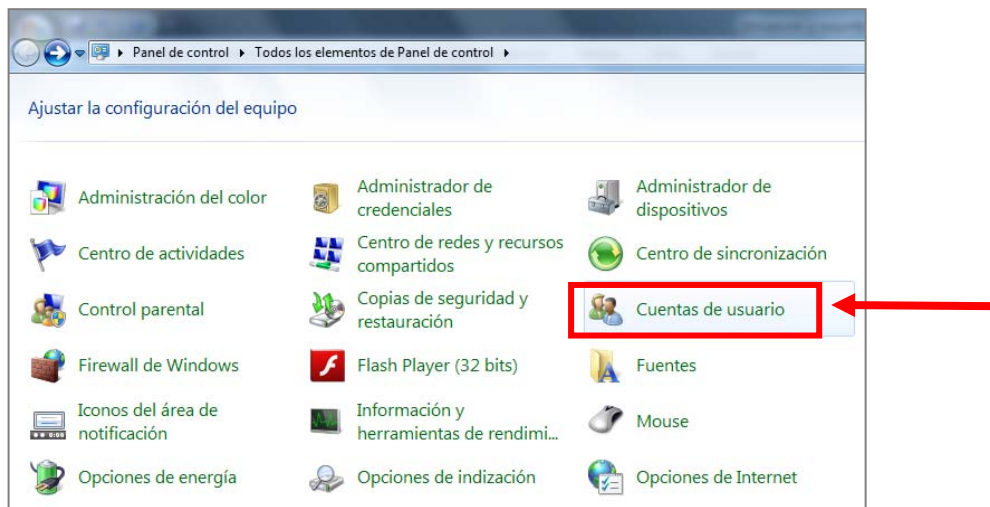 Panel de control ▸ Todos los elementos de Panel de control ▸
Ajustar la configuración del equipo
Administración del color
Administrador de
credenciales
Administrador de
dispositivos
Centro de actividades
Centro de redes y recursos
compartidos
Centro de sincronización
Control parental
Copias de seguridad y
restauración
Cuentas de usuario
Firewall de Windows
Flash Player (32 bits)
Fuentes
Iconos del área de
notificación
Información y
herramientas de rendimi...
Mouse
Opciones de energía
Opciones de indización
Opciones de Internet